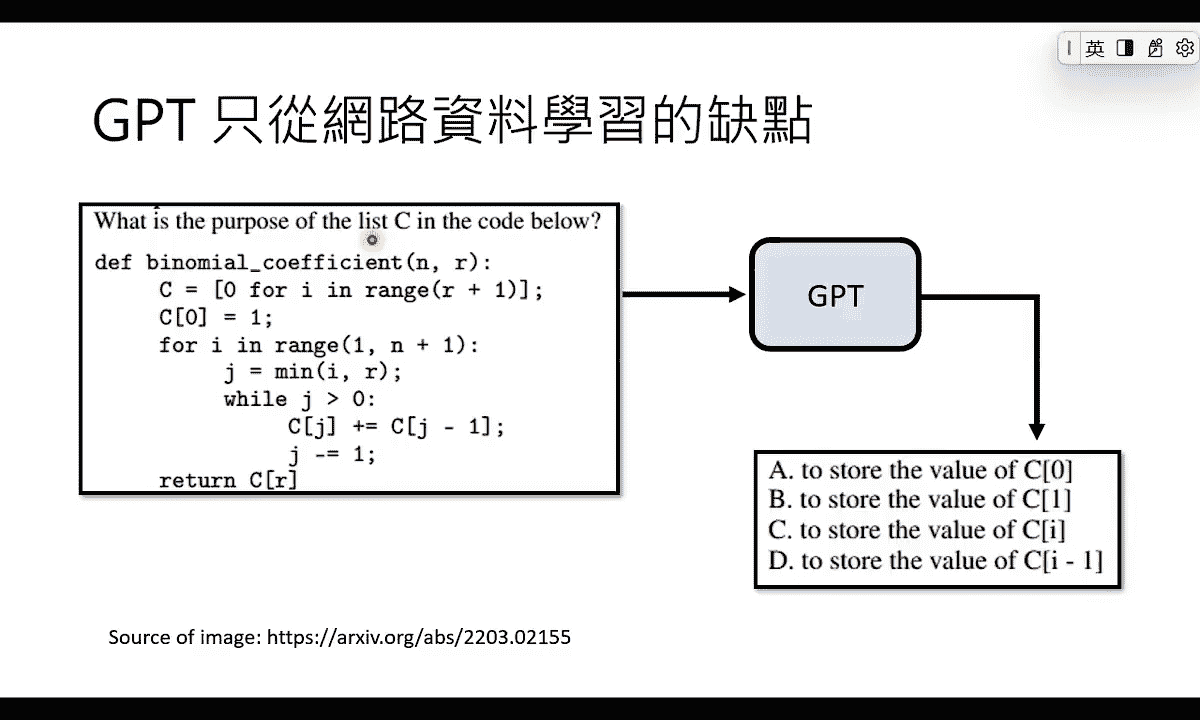 英
GPT 只從網路資料學習的缺點
What is the purpose of the list C in the code below?
def binomial_coefficient(n, r):
C = [0 for i in range(r + 1)];
C[0] = 1;
for i in range(1, n + 1):
j = min(i, r);
while j > 0:
C[j] += C[j - 1];
j -= 1;
return C[r]
GPT
A. to store the value of C[0]
B. to store the value of C[1]
C. to store the value of C[i]
D. to store the value of C[i - 1]
Source of image: https://arxiv.org/abs/2203.02155